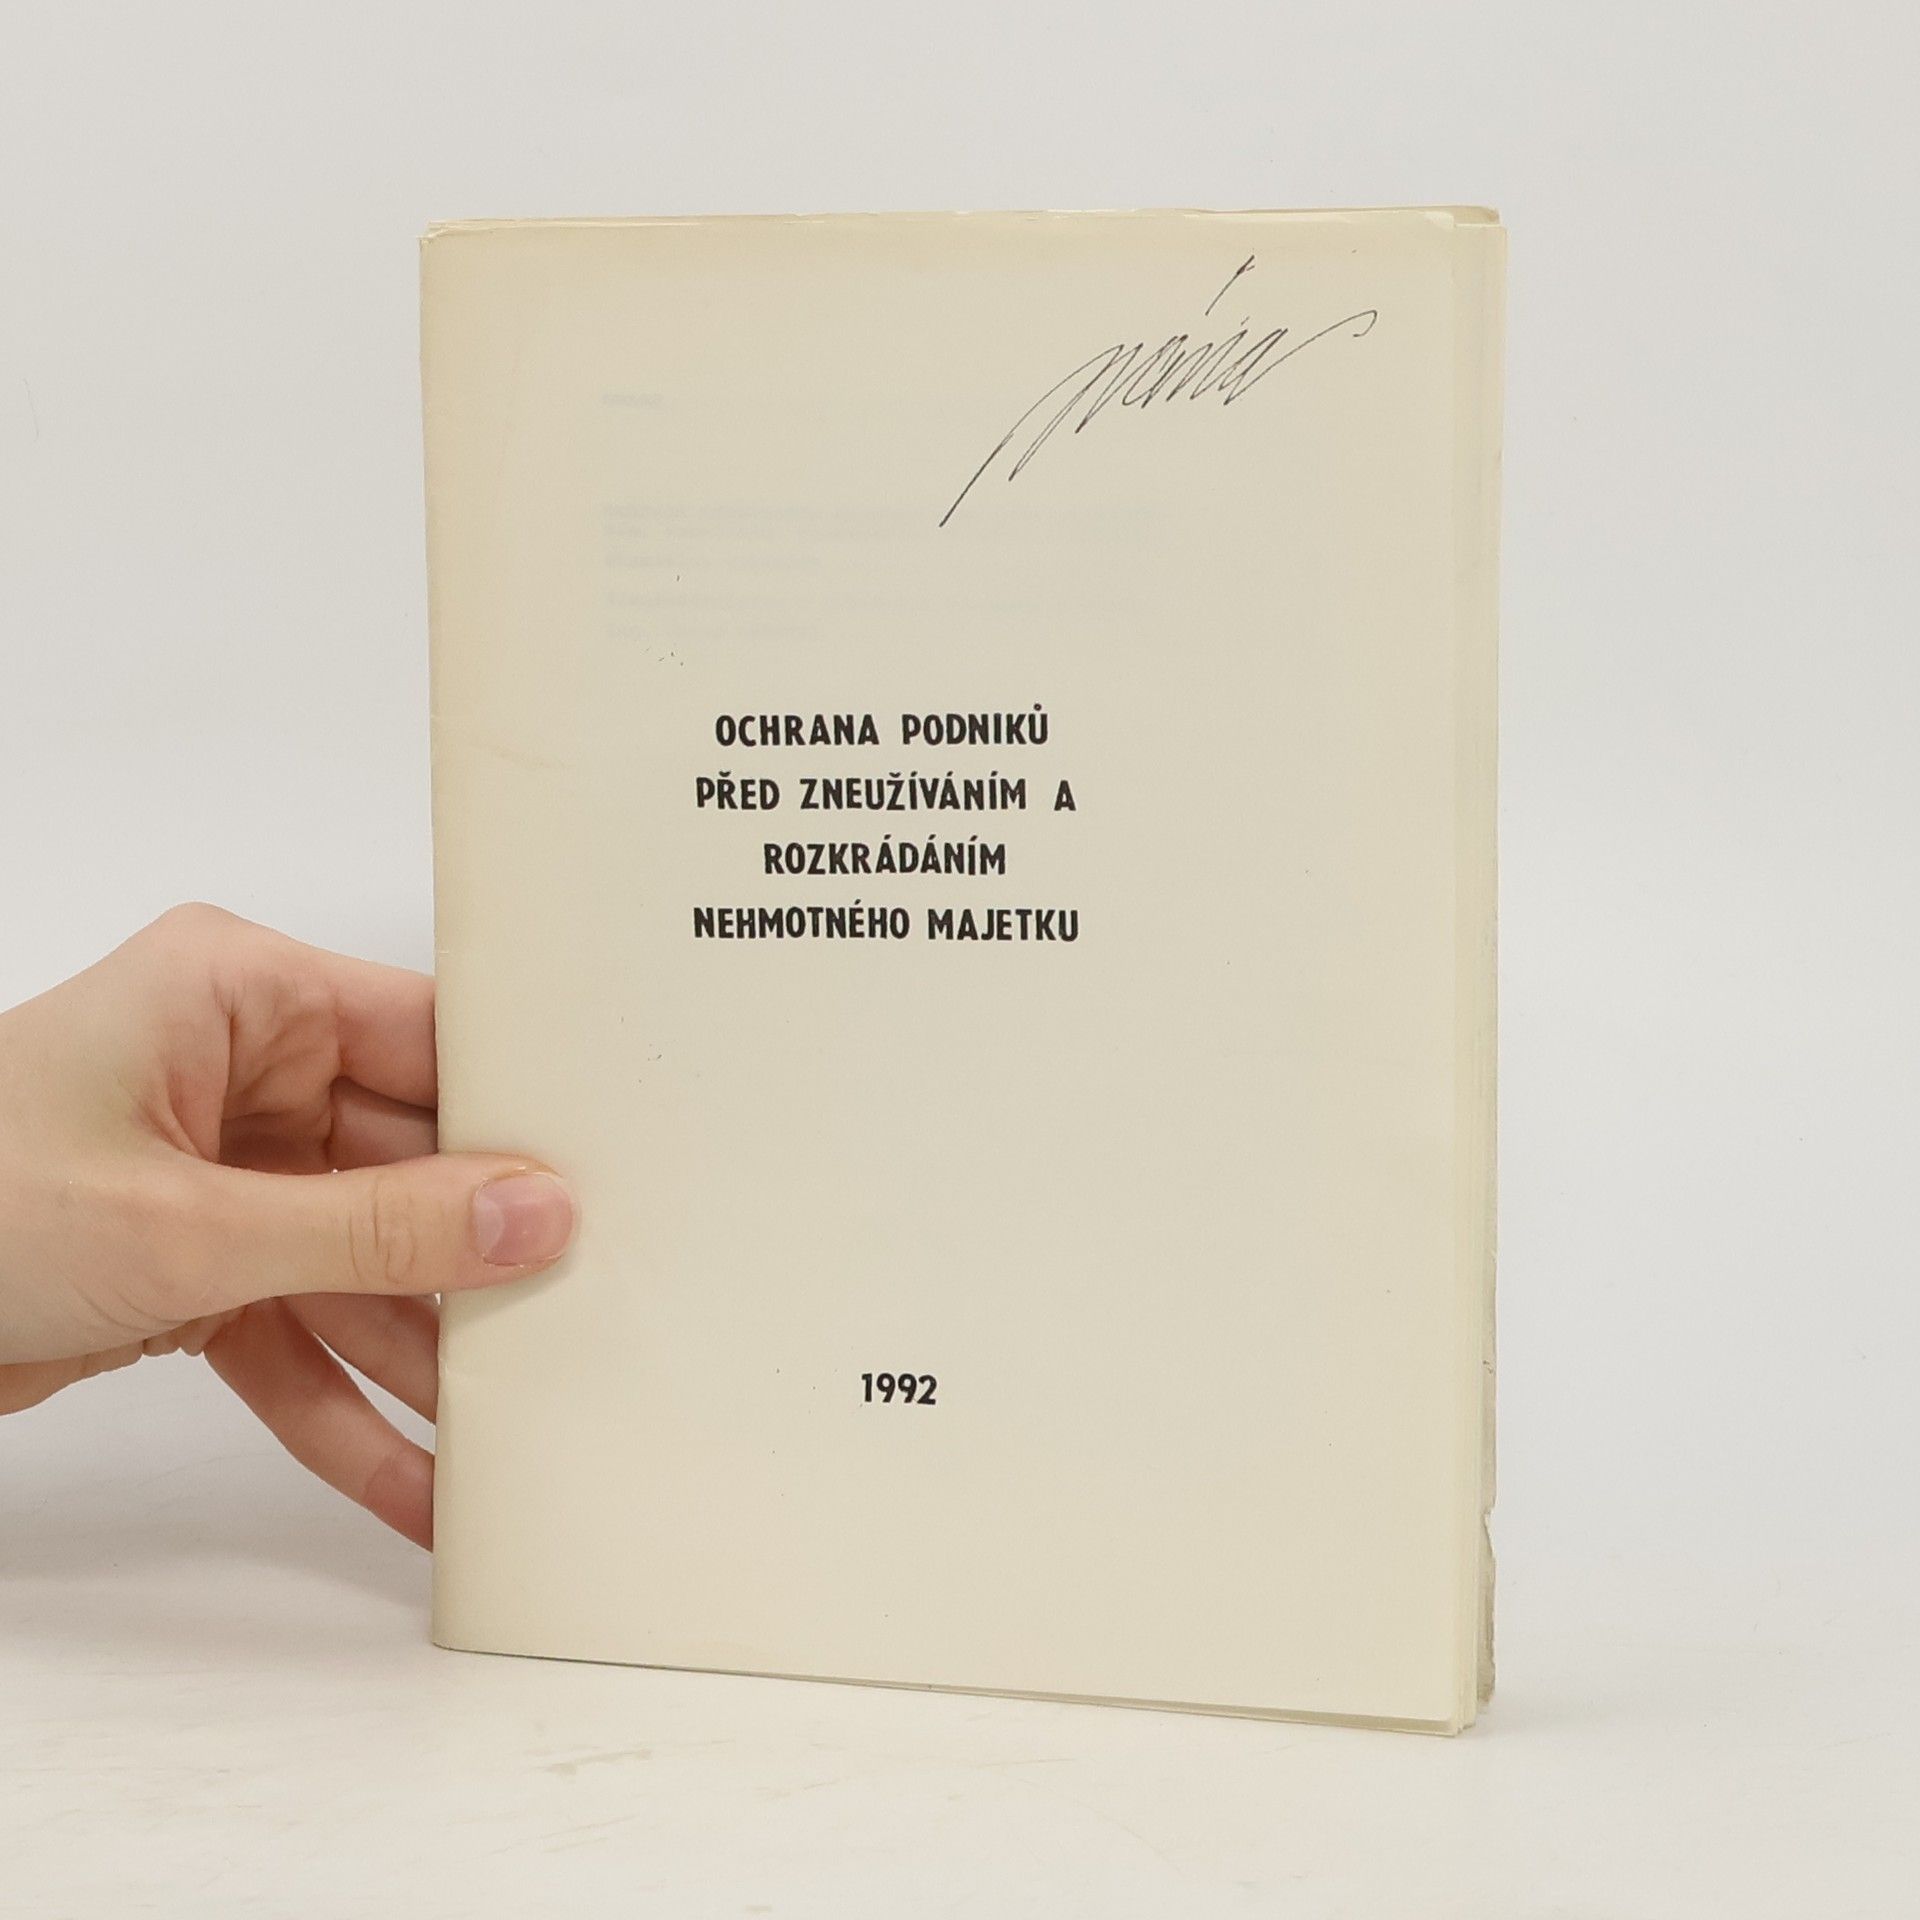 OCHRANA PODNIKŮ
PŘED ZNEUŽÍVÁNÍM A
ROZKRÁDÁNÍM
NEHMOTNÉHO MAJETKU
1992